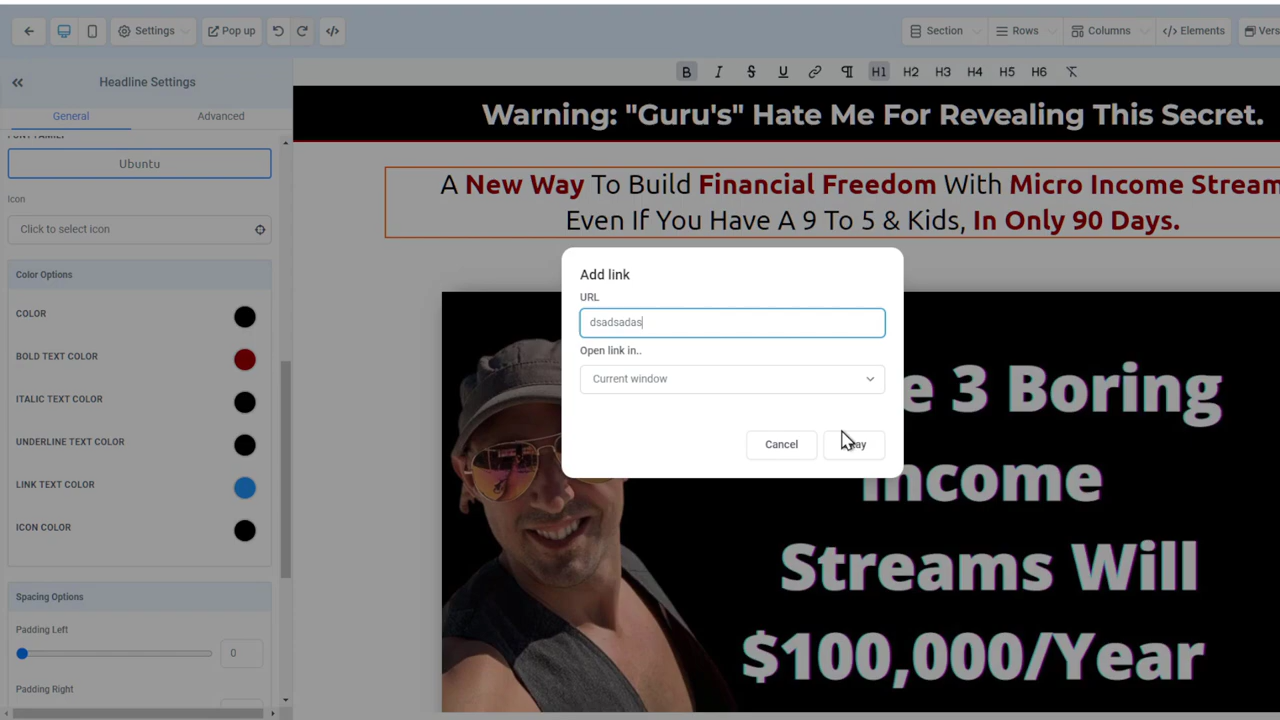 Settings
Pop up
Section
Rows
Columns
</> Elements
Headline Settings
B I S U H1 H2 H3 H4 H5 H6
General
Advanced
Warning: "Guru's" Hate Me For Revealing This Secret.
Ubuntu
A New Way To Build Financial Freedom With Micro Income
Even If You Have A 9 To 5 & Kids, In Only 90 Days.
Icon
Click to select icon
Color Options
COLOR
BOLD TEXT COLOR
ITALIC TEXT COLOR
UNDERLINE TEXT COLOR
LINK TEXT COLOR
ICON COLOR
Spacing Options
Padding Left
0
Padding Right
Add link
URL
dsadsadas
Open link in..
Current window
Cancel
3 Boring
Income
Streams Will
$100,000/Year